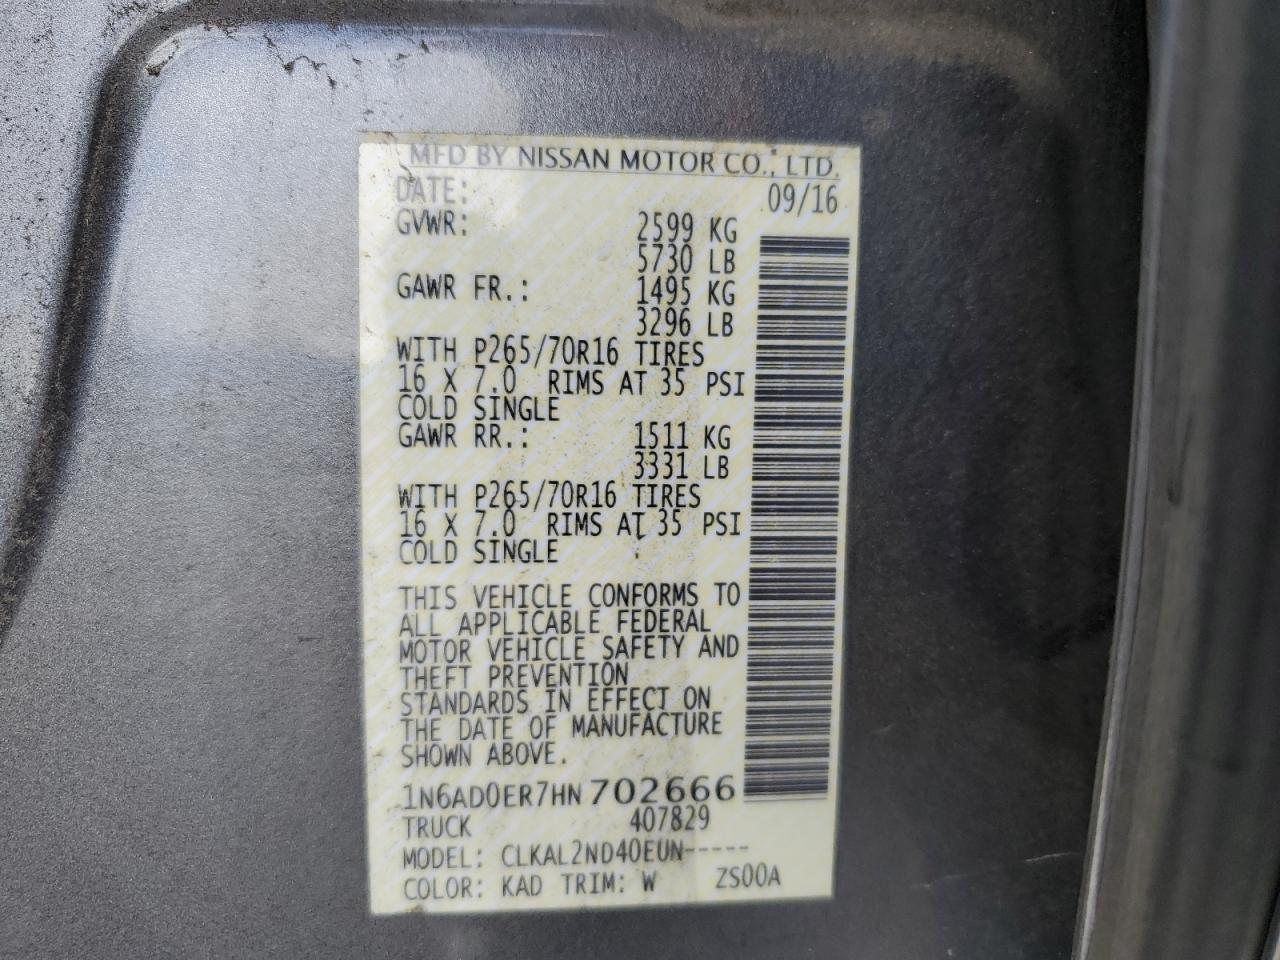 MFD BY NISSAN MOTOR CO., LTD.
DATE: 09/16
GVWR: 2599 KG
5730 LB
GAWR FR.: 1495 KG
3296 LB
WITH P265/70R16 TIRES
16 X 7.0 RIMS AT 35 PSI
COLD SINGLE
GAWR RR.: 1511 KG
3331 LB
WITH P265/70R16 TIRES
16 X 7.0 RIMS AT 35 PSI
COLD SINGLE
THIS VEHICLE CONFORMS TO
ALL APPLICABLE FEDERAL
MOTOR VEHICLE SAFETY AND
THEFT PREVENTION
STANDARDS IN EFFECT ON
THE DATE OF MANUFACTURE
SHOWN ABOVE.
1N6AD0ER7HN702666
TRUCK 407829
MODEL: CLKAL2ND40EUN-----
COLOR: KAD TRIM: W ZS00A